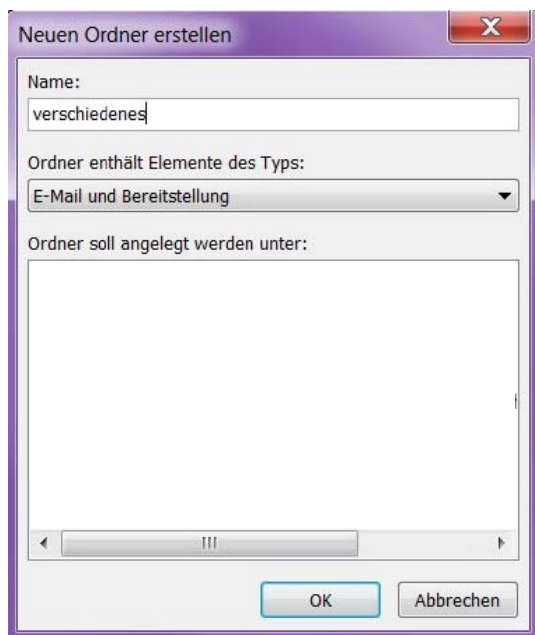 Neuen Ordner erstellen
Name:
verschiedenes
Ordner enthält Elemente des Typs:
E-Mail und Bereitstellung
Ordner soll angelegt werden unter:
OK
Abbrechen